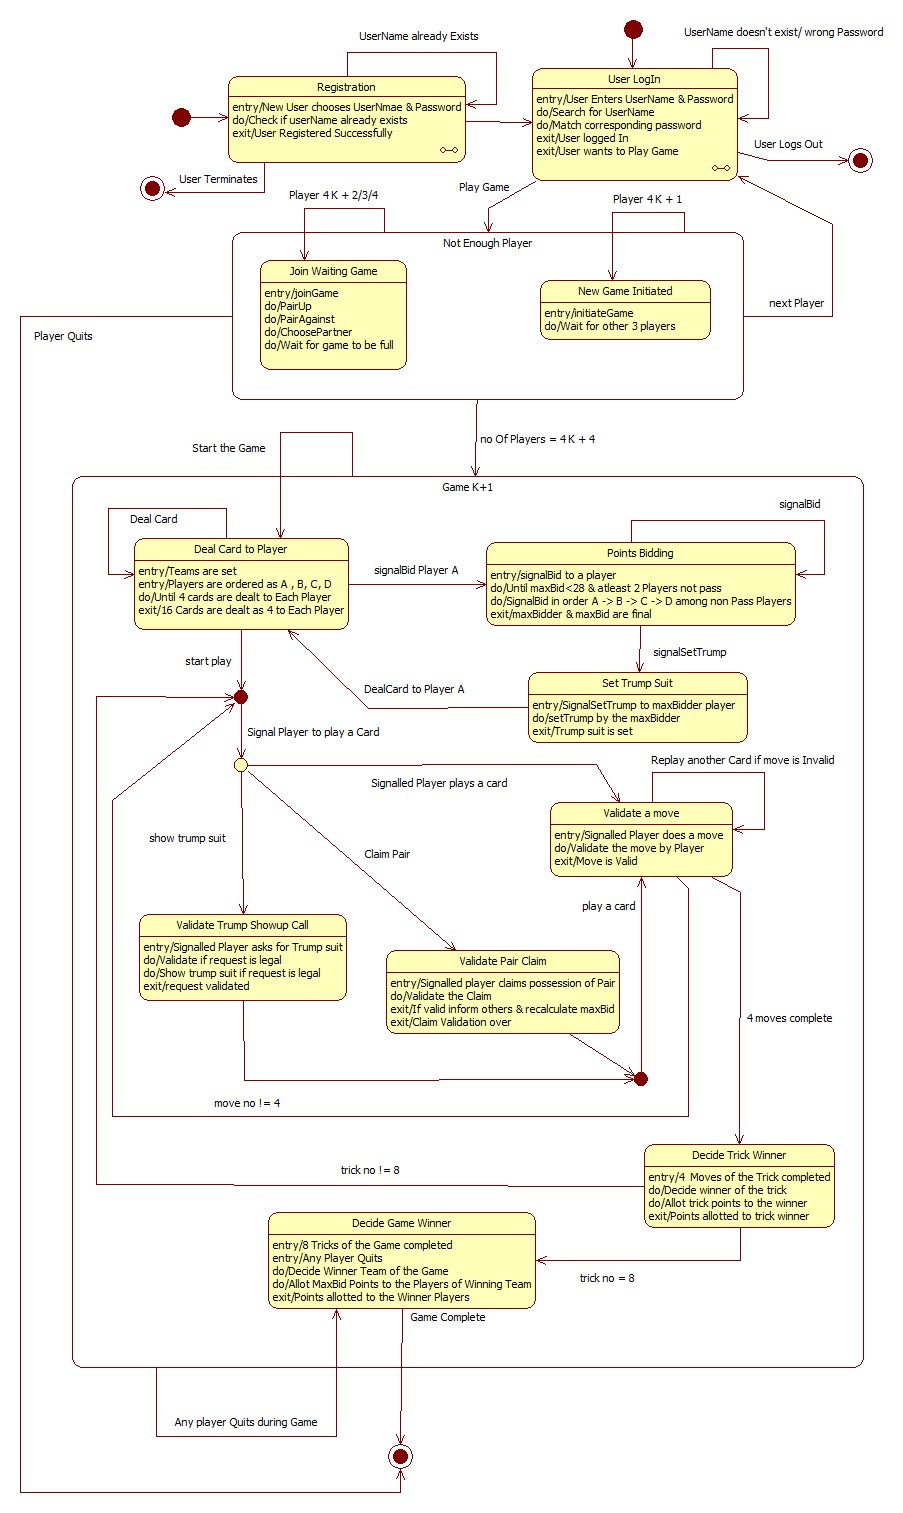 UserName already Exists
UserName doesn't exist/ wrong Password
Registration
entry/New User chooses UserNmae & Password
do/Check if userName already exists
exit/User Registered Successfully
User LogIn
entry/User Enters UserName & Password
do/Search for UserName
do/Match corresponding password
exit/User logged In
exit/User wants to Play Game
User Logs Out
User Terminates
Play Game
Player 4K + 2/3/4
Player 4K + 1
Not Enough Player
Join Waiting Game
entry/joinGame
do/PairUp
do/PairAgainst
do/ChoosePartner
do/Wait for game to be full
New Game Initiated
entry/initiateGame
do/Wait for other 3 players
next Player
Player Quits
no Of Players = 4K + 4
Start the Game
Game K+1
signalBid
Deal Card
Deal Card to Player
entry/Teams are set
entry/Players are ordered as A , B, C, D
do/Until 4 cards are dealt to Each Player
exit/16 Cards are dealt as 4 to Each Player
signalBid Player A
Points Bidding
entry/signalBid to a player
do/Until maxBid<28 & atleast 2 Players not pass
do/SignalBid in order A -> B -> C -> D among non Pass Players
exit/maxBidder & maxBid are final
signalSetTrump
start play
DealCard to Player A
Set Trump Suit
entry/SignalSetTrump to maxBidder player
do/setTrump by the maxBidder
exit/Trump suit is set
Signal Player to play a Card
Replay another Card if move is Invalid
Signalled Player plays a card
Validate a move
entry/Signalled Player does a move
do/Validate the move by Player
exit/Move is Valid
show trump suit
Claim Pair
play a card
Validate Trump Showup Call
entry/Signalled Player asks for Trump suit
do/Validate if request is legal
do/Show trump suit if request is legal
exit/request validated
Validate Pair Claim
entry/Signalled player claims possession of Pair
do/Validate the Claim
exit/If valid inform others & recalculate maxBid
exit/Claim Validation over
4 moves complete
move no != 4
Decide Trick Winner
entry/4 Moves of the Trick completed
do/Decide winner of the trick
do/Allot trick points to the winner
exit/Points allotted to trick winner
trick no != 8
Decide Game Winner
entry/8 Tricks of the Game completed
entry/Any Player Quits
do/Decide Winner Team of the Game
do/Allot MaxBid Points to the Players of Winning Team
exit/Points allotted to the Winner Players
trick no = 8
Game Complete
Any player Quits during Game